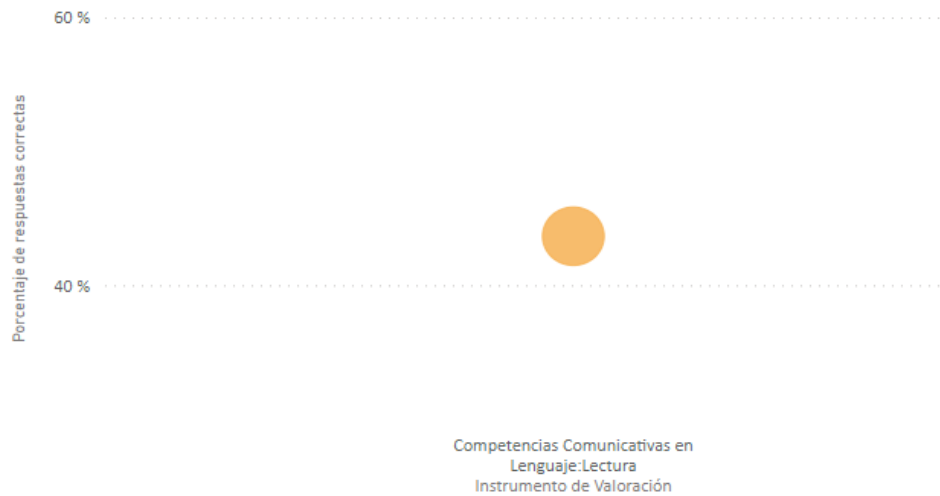 60 %
Porcentaje de respuestas correctas
40 %
Competencias Comunicativas en
Lenguaje:Lectura
Instrumento de Valoración